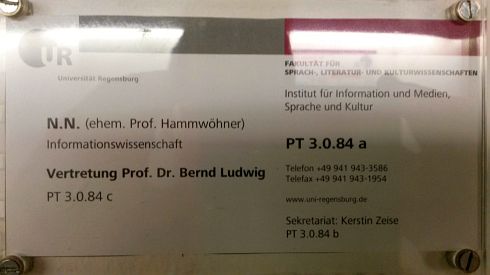 UR
Universität Regensburg
N.N. (ehem. Prof. Hammwöhner)
Informationswissenschaft
Vertretung Prof. Dr. Bernd Ludwig
PT 3.0.84 c
FAKULTÄT FÜR
SPRACH-, LITERATUR- UND KULTURWISSENSCHAFTEN
Institut für Information und Medien,
Sprache und Kultur
PT 3.0.84 a
Telefon +49 941 943-3586
Telefax +49 941 943-1954
www.uni-regensburg.de
Sekretariat: Kerstin Zeise
PT 3.0.84 b